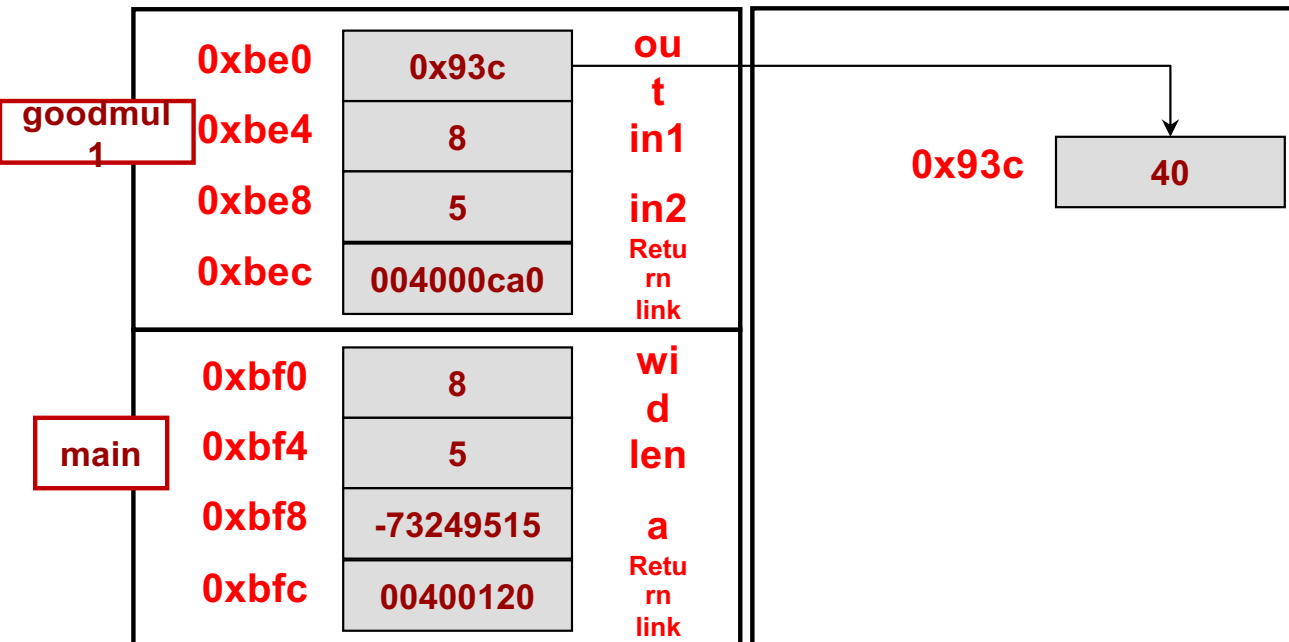 0xbe0 0x93c ou
t
goodmul
1
0xbe4 8 in1
0xbe8 5 in2
0xbec 004000ca0 Retu
rn
link
0x93c 40
0xbf0 8 wi
d
main
0xbf4 5 len
0xbf8 -73249515 a
0xbfc 00400120 Retu
rn
link